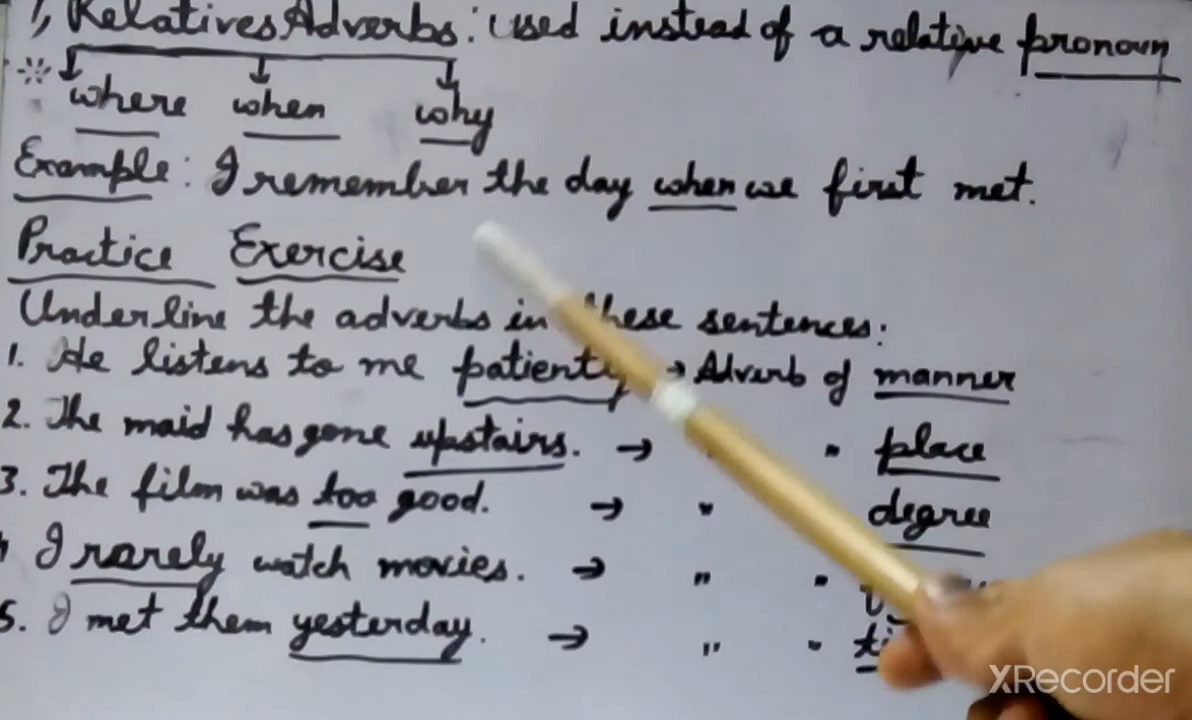 Relatives Adverbs: Used instead of a relative pronoun
where when why
Example: I remember the day when we first met.
Practice Exercise
Underline the adverbs in these sentences:
1. He listens to me patiently → Adverb of manner
2. The maid has gone upstairs. → " place
3. The film was too good. → " degree
I rarely watch movies. → " "
5. I met them yesterday. → " "
XRecorder